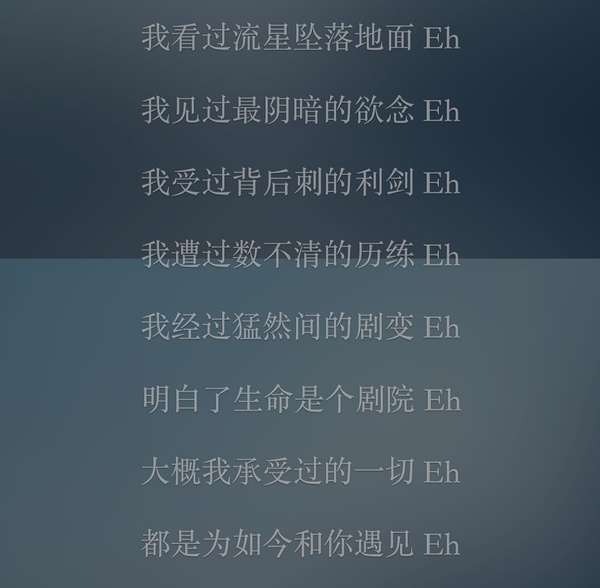 我看过流星坠落地面 Eh
我见过最阴暗的欲念 Eh
我受过背后刺的利剑 Eh
我遭过数不清的历练 Eh
我经过猛然间的剧变 Eh
明白了生命是个剧院 Eh
大概我承受过的一切 Eh
都是为如今和你遇见 Eh